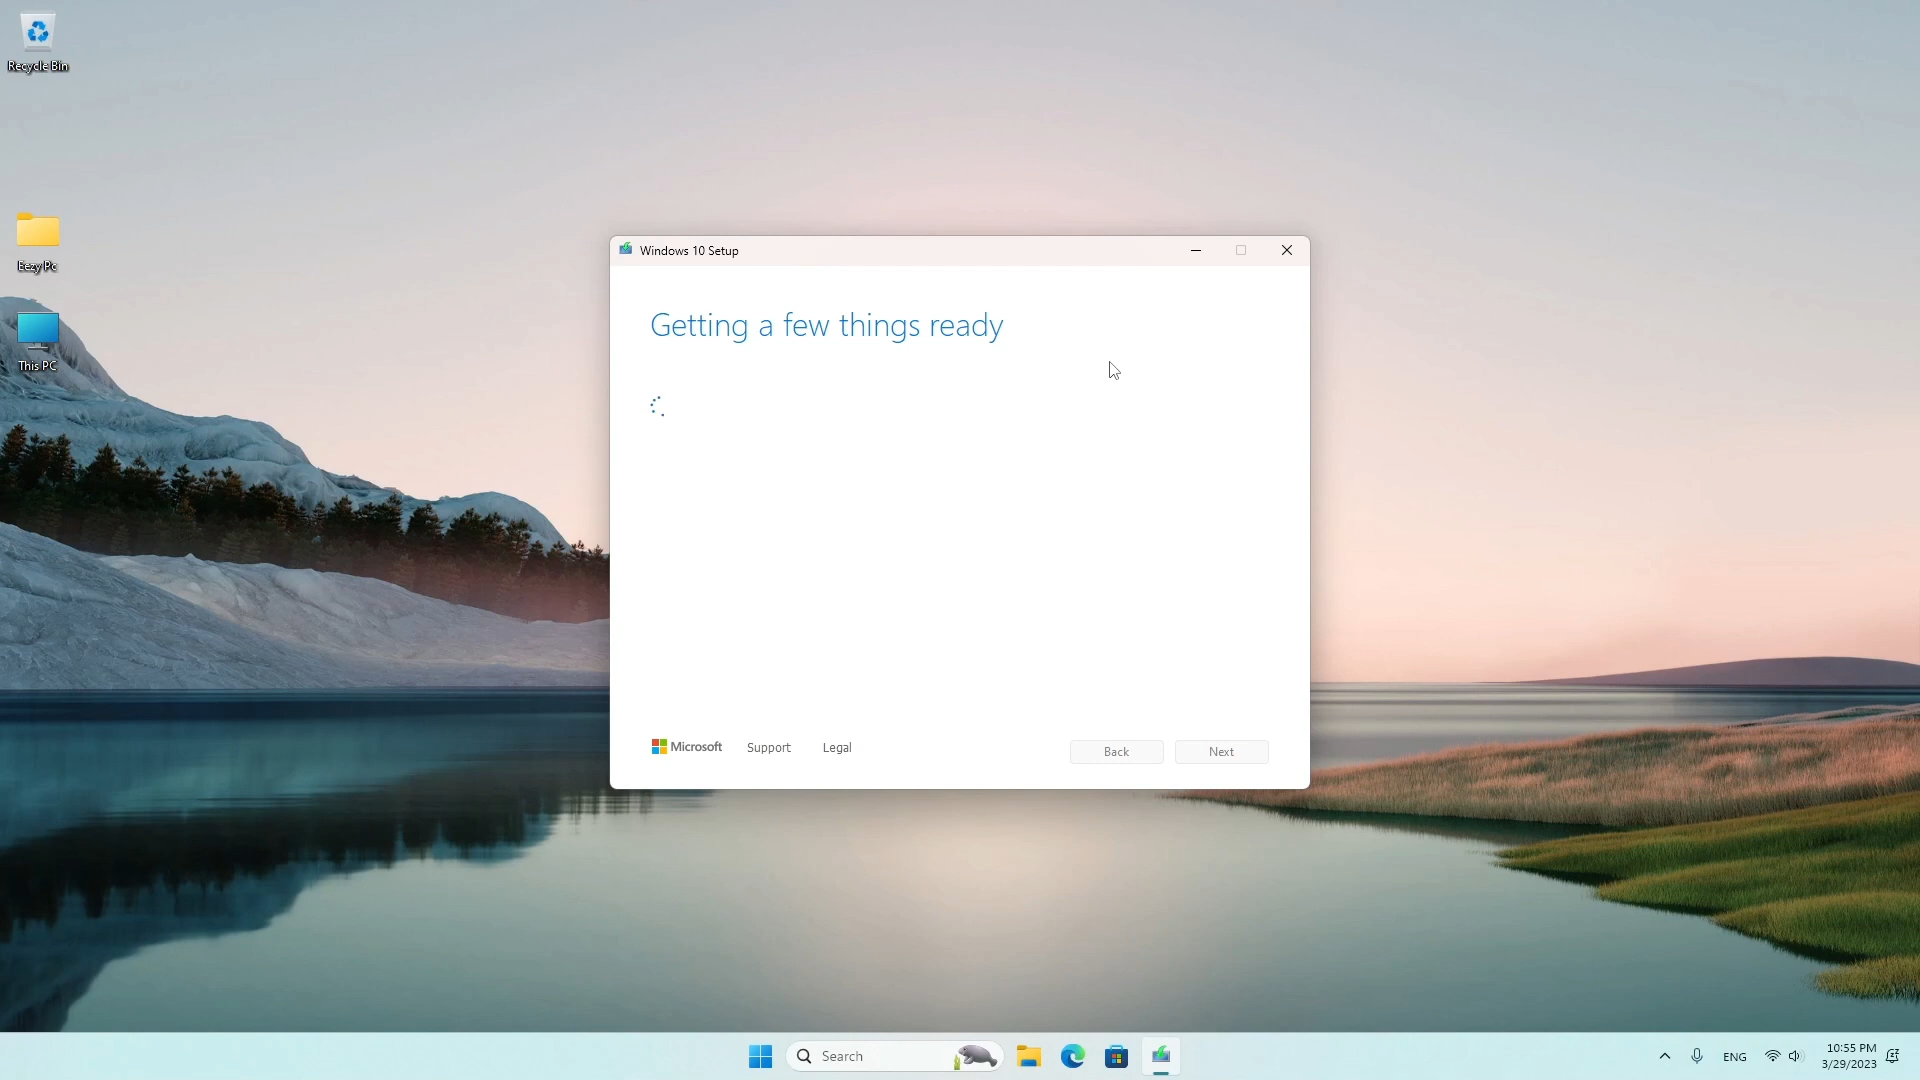 Recycle Bin
Eezy Pc
This PC
Windows 10 Setup
Getting a few things ready
Microsoft
Support
Legal
Back
Next
Search
ENG
10:55 PM
3/29/2023